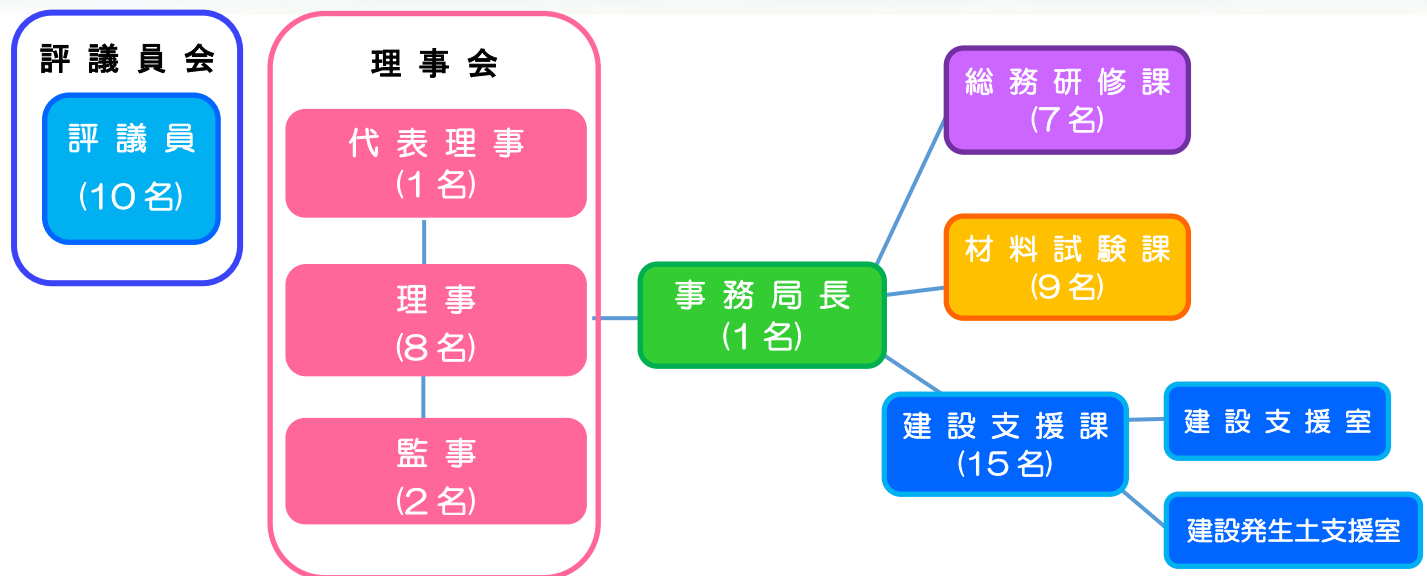 評議員会
評議員
(10名)
理事会
代表理事
(1名)
理事
(8名)
監事
(2名)
事務局長
(1名)
総務研修課
(7名)
材料試験課
(9名)
建設支援課
(15名)
建設支援室
建設発生土支援室